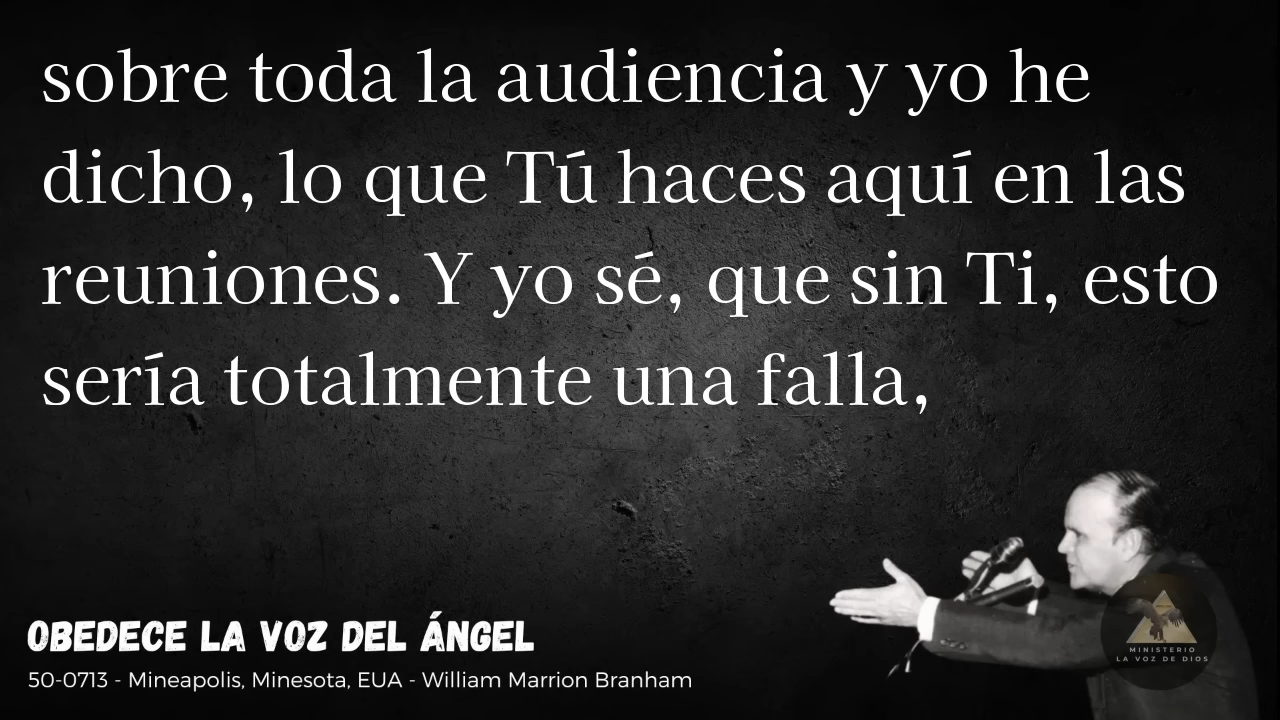 sobre toda la audiencia y yo he
dicho, lo que Tú haces aquí en las
reuniones. Y yo sé, que sin Ti, esto
sería totalmente una falla,
OBEDECE LA VOZ DEL ÁNGEL
50-0713 - Mineapolis, Minesota, EUA - William Marrion Branham
MINISTERIO
LA VOZ DE DIOS